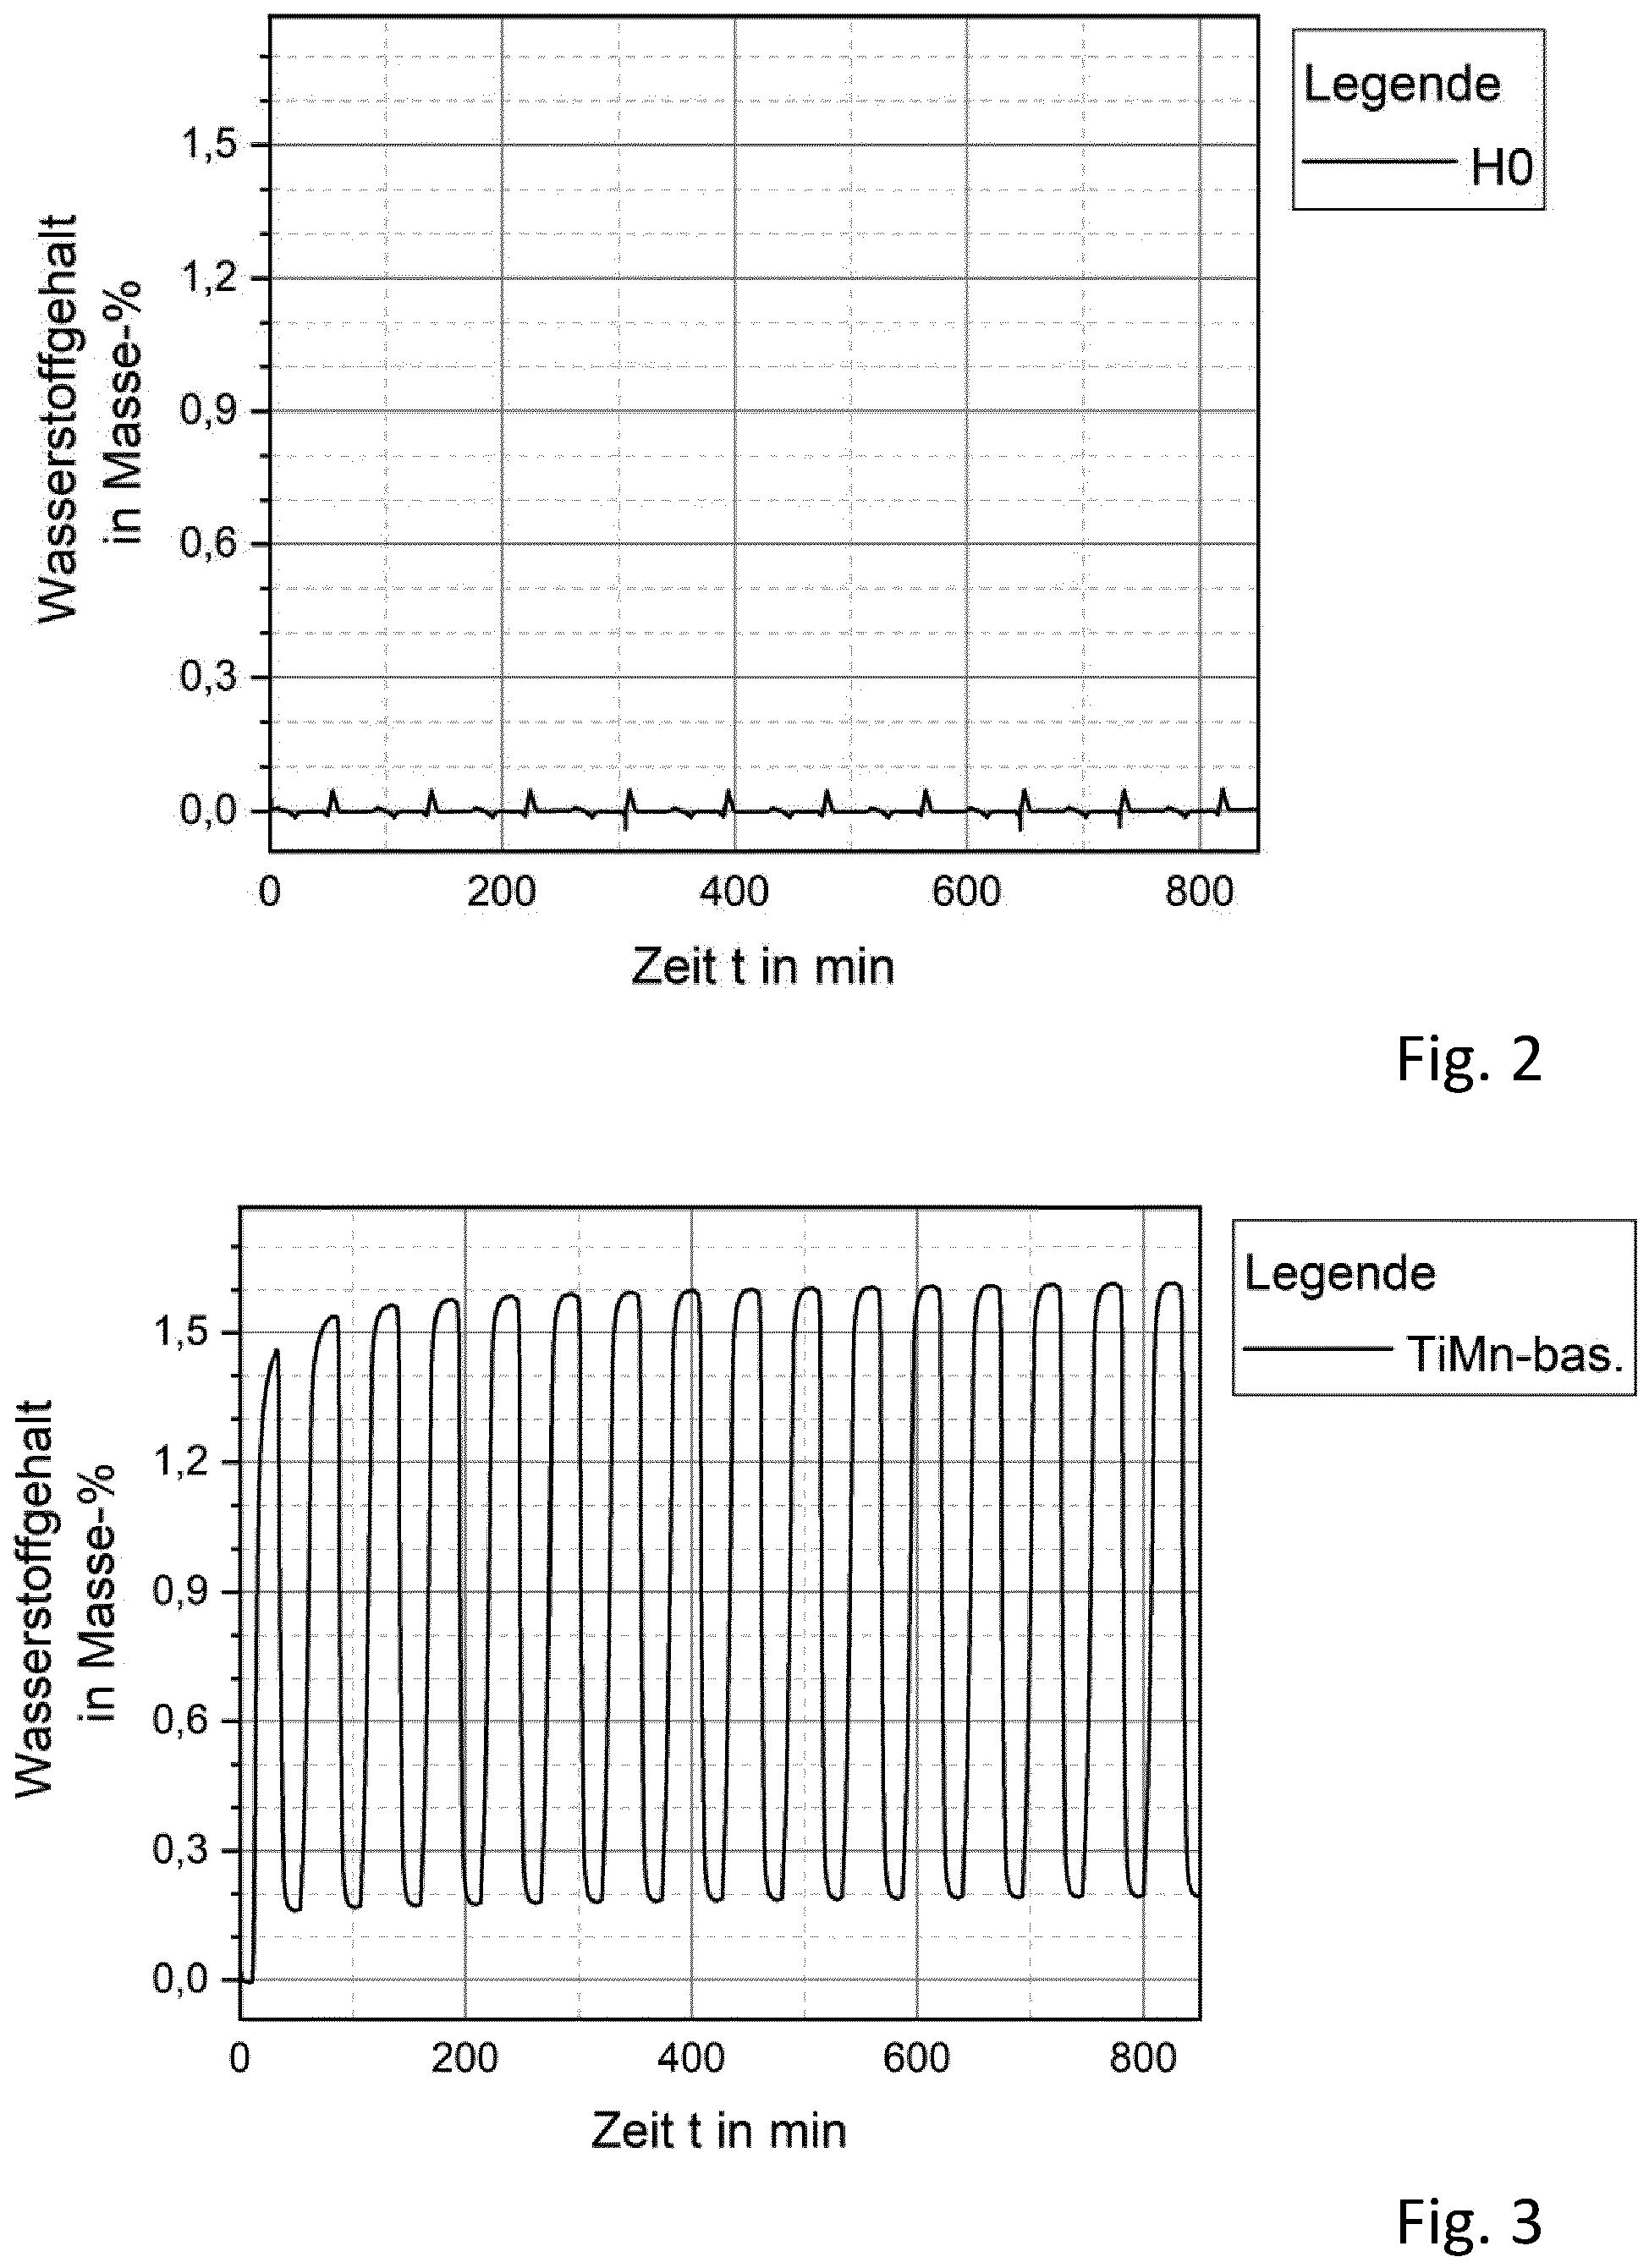 Legende
H0
1,5
1,2
0,9
0,6
0,3
0,0
Wasserstoffgehalt
in Masse-%
0 200 400 600 800
Zeit t in min
Fig. 2
Legende
TiMn-bas.
1,5
1,2
0,9
0,6
0,3
0,0
Wasserstoffgehalt
in Masse-%
0 200 400 600 800
Zeit t in min
Fig. 3